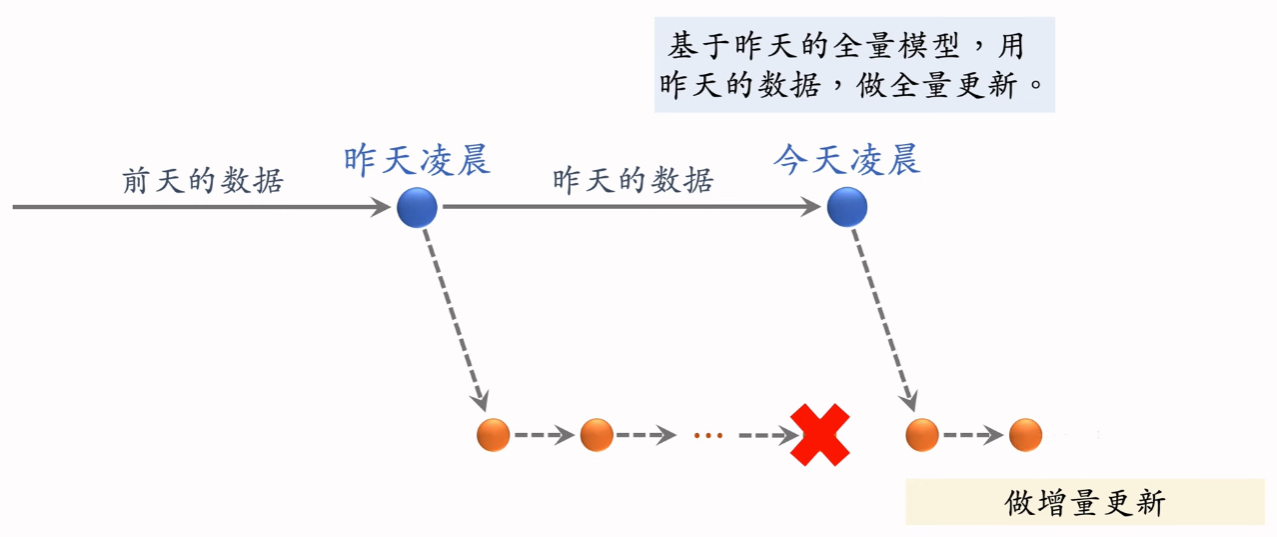 基于昨天的全量模型，用
昨天的数据，做全量更新。
前天的数据
昨天凌晨
昨天的数据
今天凌晨
...
做增量更新